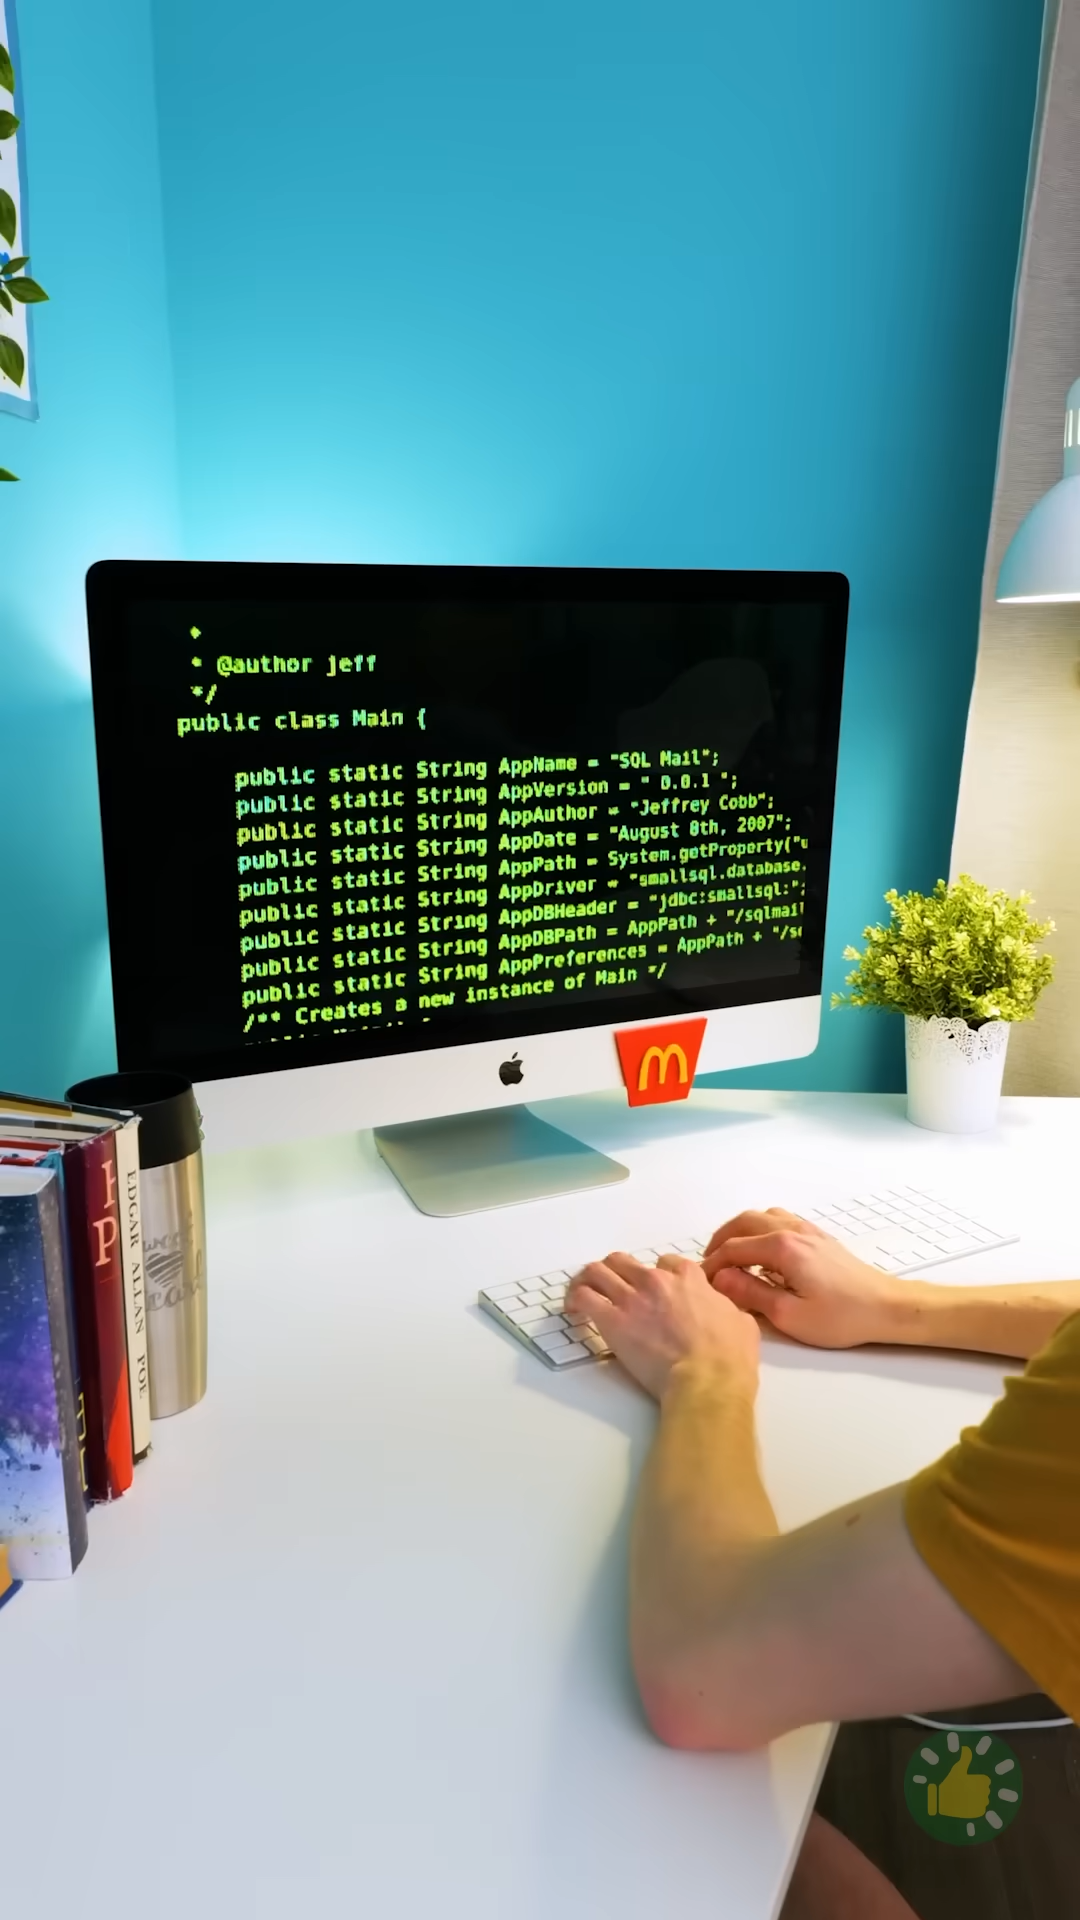 *
* @author jeff
*/
public class Main {
public static String AppName = "SQL Mail";
public static String AppVersion = " 0.0.1 ";
public static String AppAuthor = "Jeffrey Cobb";
public static String AppDate = "August 8th, 2007";
public static String AppPath = System.getProperty("u
public static String AppDriver = "smallsql.database.
public static String AppDBHeader = "jdbc:smallsql:";
public static String AppDBPath = AppPath + "/sqlmail
public static String AppPreferences = AppPath + "/s
/** Creates a new instance of Main */
EDGAR ALLAN POE